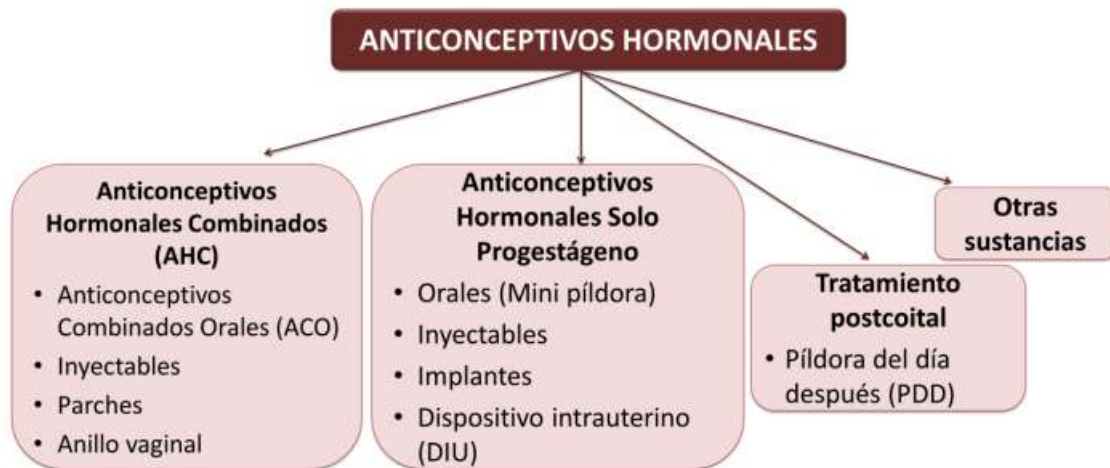 ANTICONCEPTIVOS HORMONALES
Anticonceptivos
Hormonales Combinados
(AHC)
• Anticonceptivos
Combinados Orales (ACO)
• Inyectables
• Parches
• Anillo vaginal
Anticonceptivos
Hormonales Solo
Progestágeno
• Orales (Mini píldora)
• Inyectables
• Implantes
• Dispositivo intrauterino
(DIU)
Tratamiento
postcoital
• Píldora del día
después (PDD)
Otras
sustancias